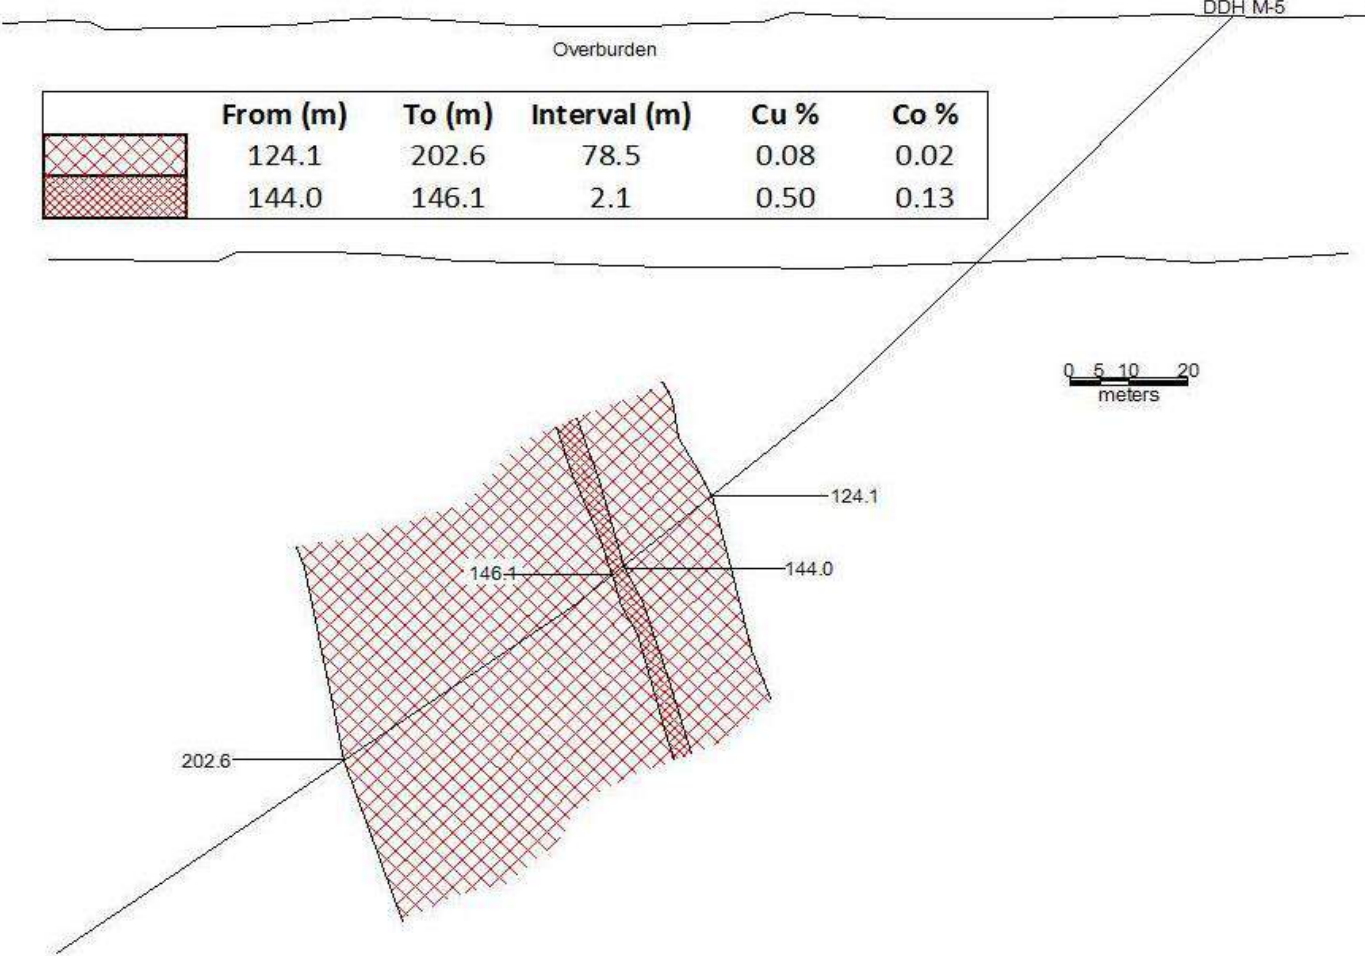 DDH M-5
Overburden
From (m) To (m) Interval (m) Cu % Co %
124.1 202.6 78.5 0.08 0.02
144.0 146.1 2.1 0.50 0.13
0 5 10 20
meters
124.1
146.1
144.0
202.6